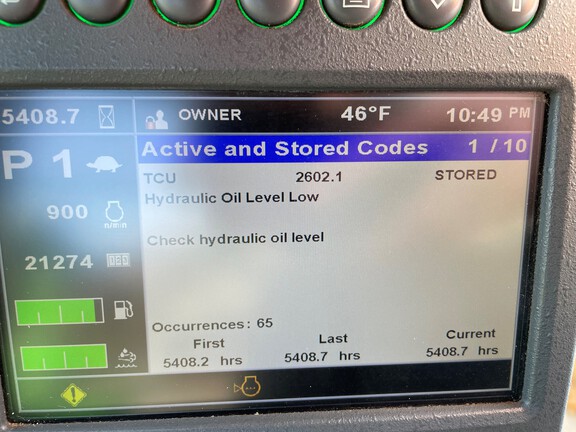 5408.7 OWNER 46°F 10:49 PM
P 1 Active and Stored Codes 1 / 10
TCU 2602.1 STORED
Hydraulic Oil Level Low
900
n/min
Check hydraulic oil level
21274
Occurrences: 65
First Last Current
5408.2 hrs 5408.7 hrs 5408.7 hrs